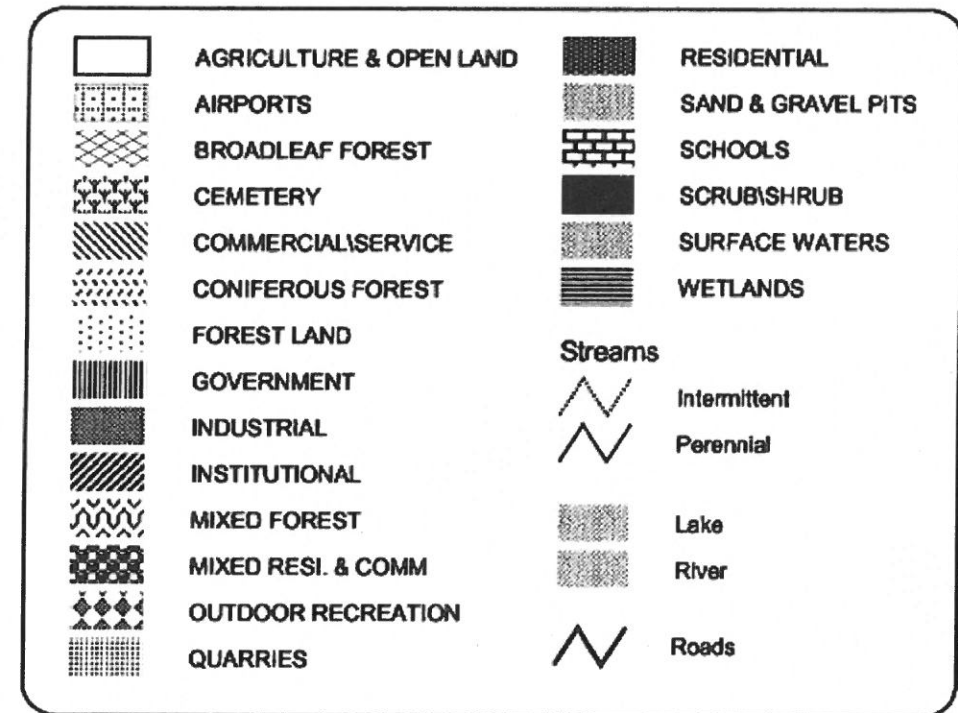 AGRICULTURE & OPEN LAND
AIRPORTS
BROADLEAF FOREST
CEMETERY
COMMERCIAL\SERVICE
CONIFEROUS FOREST
FOREST LAND
GOVERNMENT
INDUSTRIAL
INSTITUTIONAL
MIXED FOREST
MIXED RESI. & COMM
OUTDOOR RECREATION
QUARRIES
RESIDENTIAL
SAND & GRAVEL PITS
SCHOOLS
SCRUB\SHRUB
SURFACE WATERS
WETLANDS
Streams
Intermittent
Perennial
Lake
River
Roads